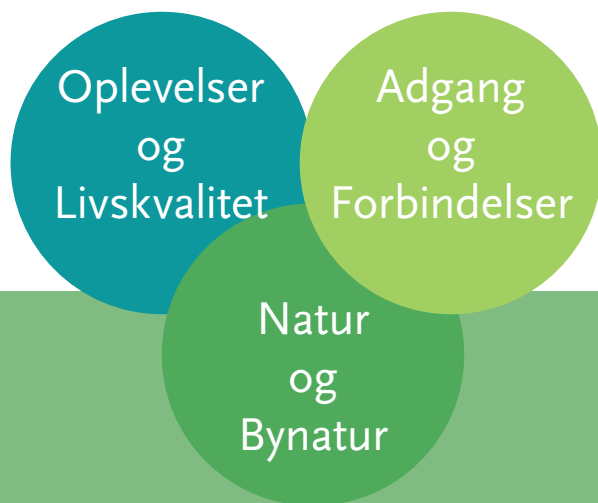 Oplevelser
og
Livskvalitet
Adgang
og
Forbindelser
Natur
og
Bynatur